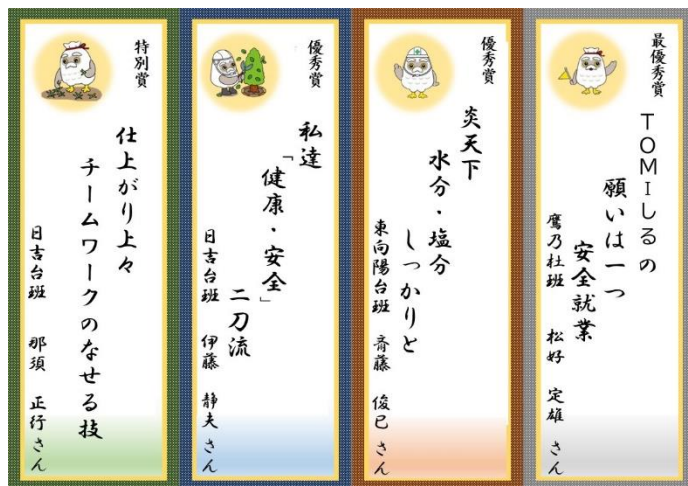 最優秀賞
TOMIしるの
願いは一つ
安全就業
鷹乃杜班 松好 定雄 さん
優秀賞
炎天下
水分・塩分
しっかりと
東向陽台班 斉藤 俊已 さん
優秀賞
私達
「健康・安全」
二刀流
日吉台班 伊藤 静夫 さん
特別賞
仕上がり上々
チームワークのなせる技
日吉台班 那須 正行 さん